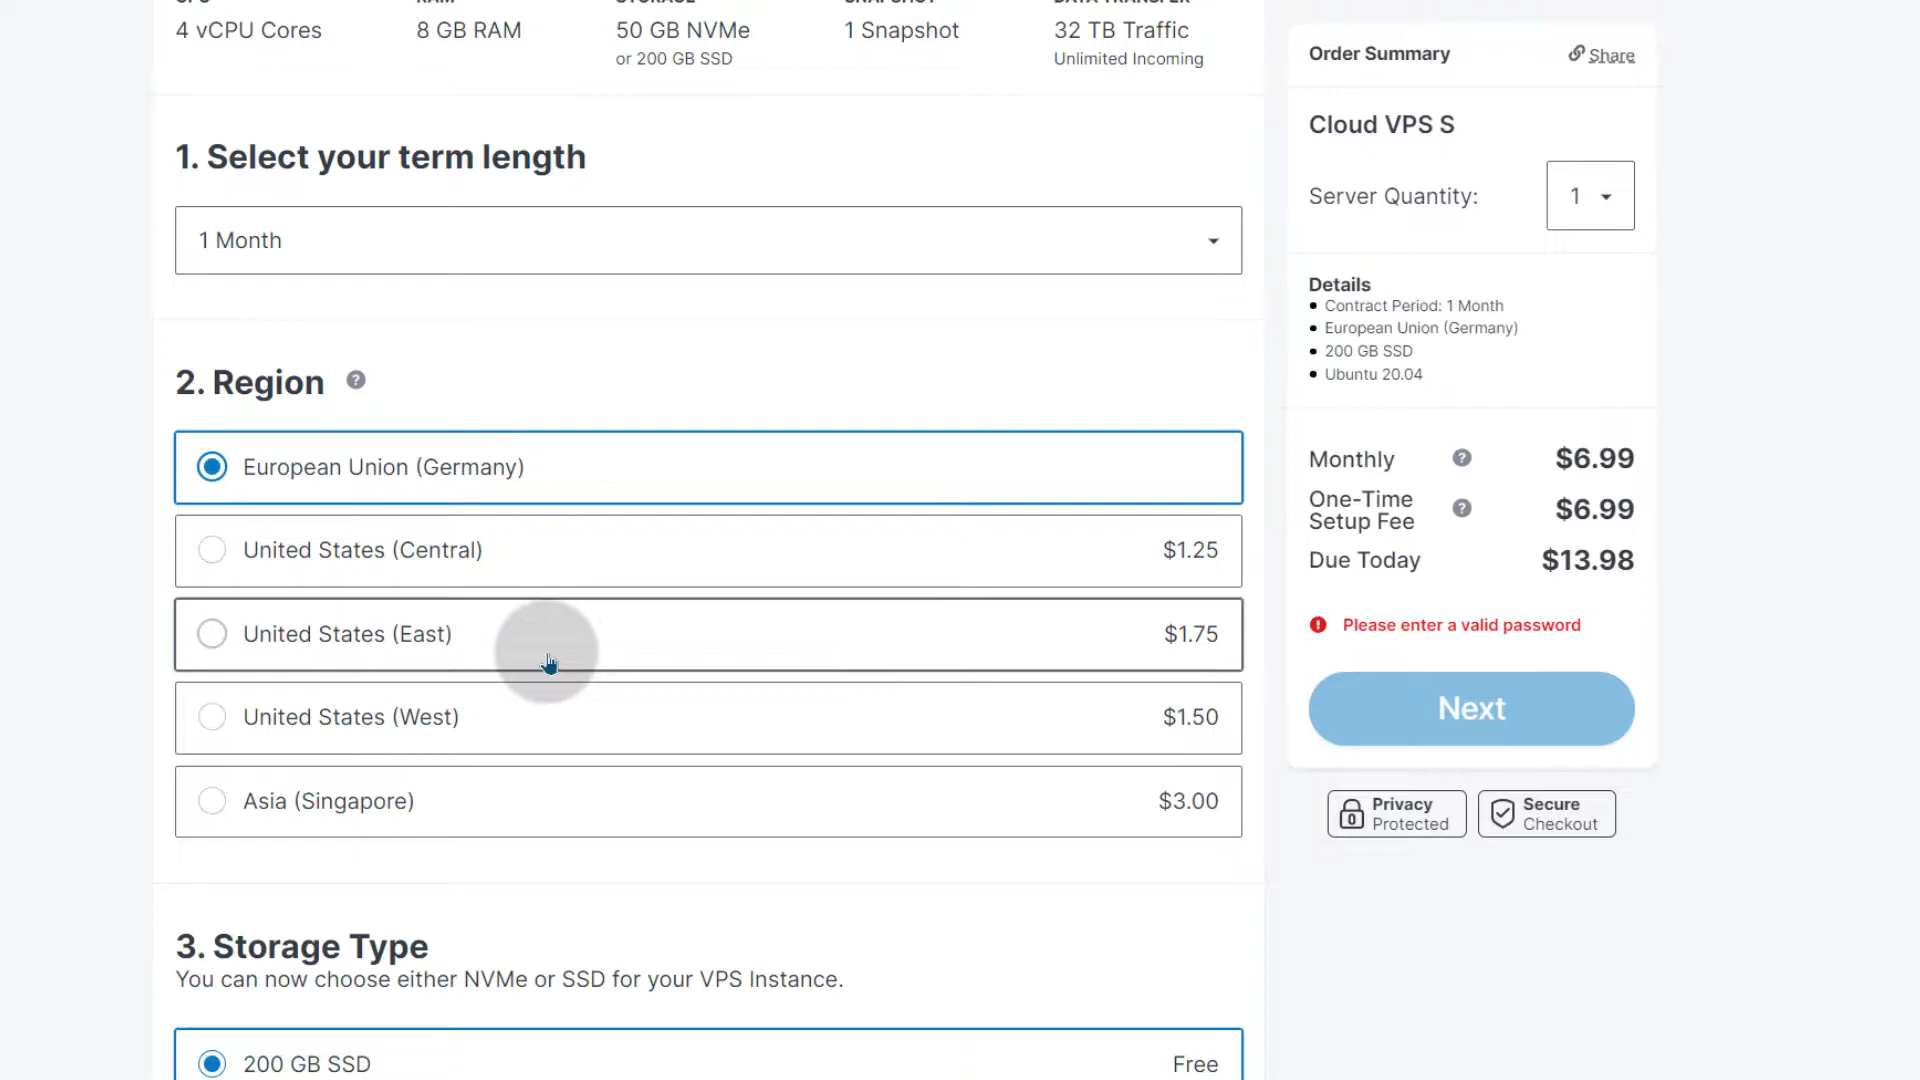 4 vCPU Cores
8 GB RAM
50 GB NVMe
or 200 GB SSD
1 Snapshot
32 TB Traffic
Unlimited Incoming
1. Select your term length
1 Month
2. Region ?
European Union (Germany)
United States (Central) $1.25
United States (East) $1.75
United States (West) $1.50
Asia (Singapore) $3.00
3. Storage Type
You can now choose either NVMe or SSD for your VPS Instance.
200 GB SSD Free
Order Summary Share
Cloud VPS S
Server Quantity: 1
Details
Contract Period: 1 Month
European Union (Germany)
200 GB SSD
Ubuntu 20.04
Monthly ? $6.99
One-Time
Setup Fee ? $6.99
Due Today $13.98
Please enter a valid password
Next
Privacy
Protected
Secure
Checkout